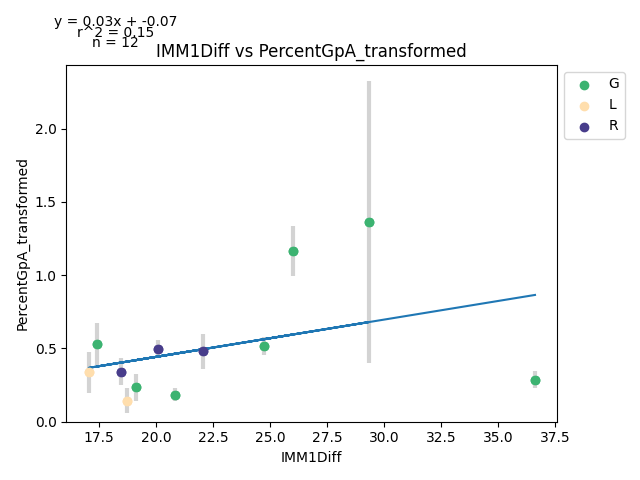 y = 0.03x + -0.07
r^2 = 0.15
n = 12
IMM1Diff vs PercentGpA_transformed
G
L
R
PercentGpA_transformed
2.0
1.5
1.0
0.5
0.0
17.5 20.0 22.5 25.0 27.5 30.0 32.5 35.0 37.5
IMM1Diff